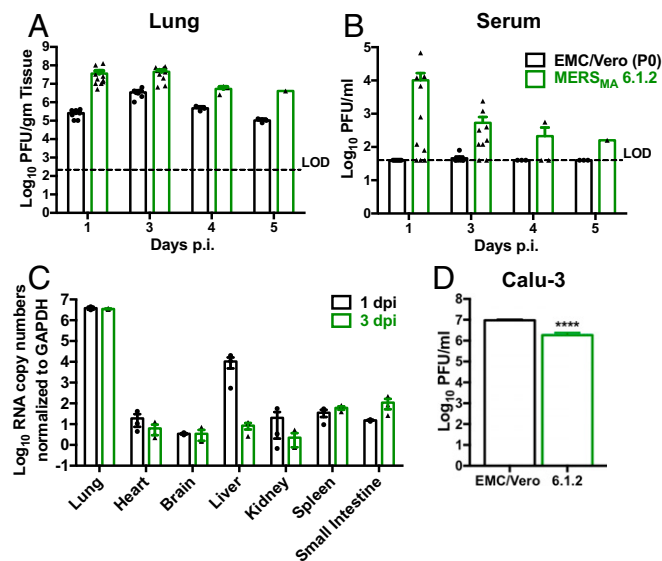 A
Lung
Log10 PFU/gm Tissue
9
8
7
6
5
4
3
2
1
0
LOD
1
3
4
5
Days p.i.
B
Serum
EMC/Vero (P0)
MERSMA 6.1.2
Log10 PFU/ml
6
5
4
3
2
1
0
LOD
1
3
4
5
Days p.i.
C
1 dpi
3 dpi
Log10 RNA copy numbers
normalized to GAPDH
7
6
5
4
3
2
1
0
-1
Lung
Heart
Brain
Liver
Kidney
Spleen
Small Intestine
D
Calu-3
Log10 PFU/ml
9
8
7
6
5
4
3
2
1
0
****
EMC/Vero
6.1.2